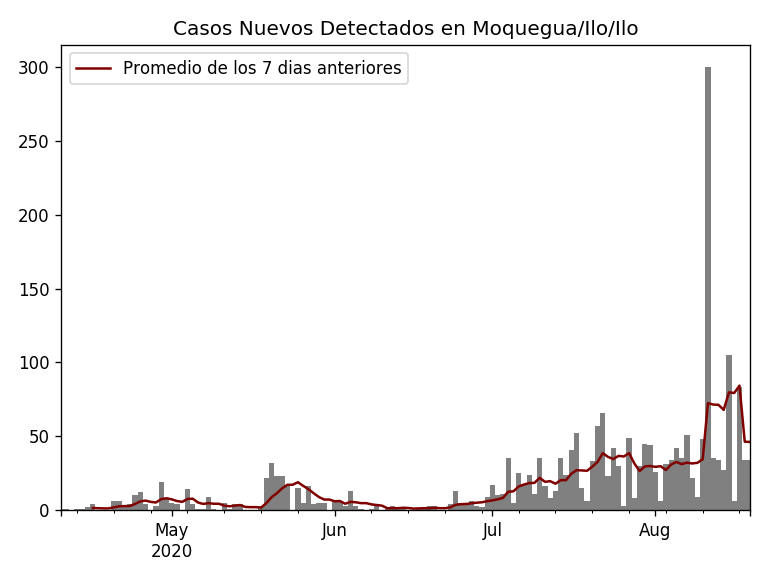 Casos Nuevos Detectados en Moquegua/Ilo/Ilo
Promedio de los 7 dias anteriores
300
250
200
150
100
50
0
May
Jun
Jul
Aug
2020